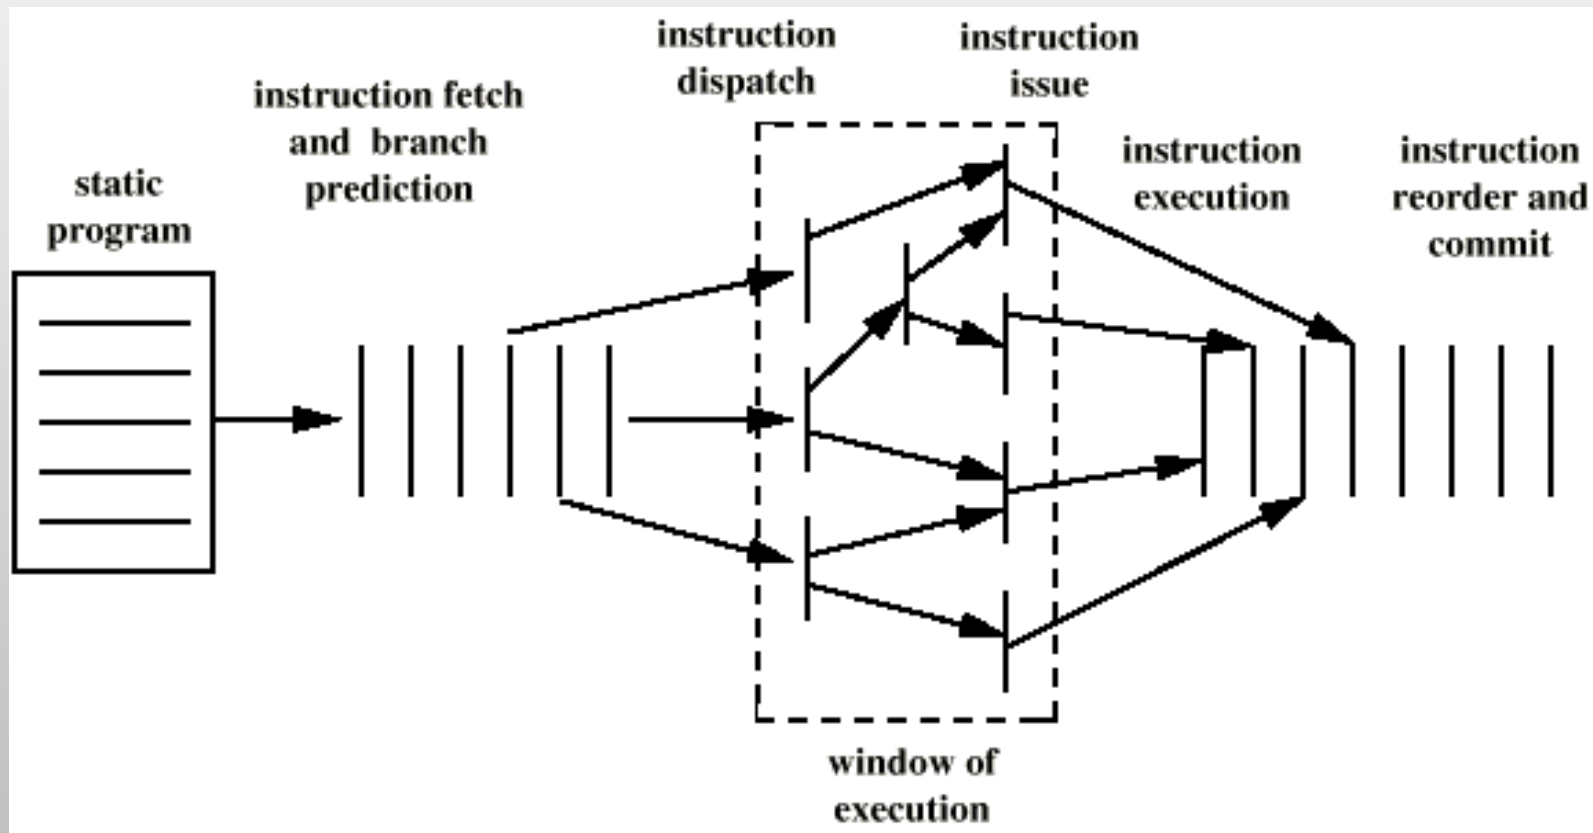 static
program
instruction fetch
and branch
prediction
instruction
dispatch
instruction
issue
instruction
execution
instruction
reorder and
commit
window of
execution